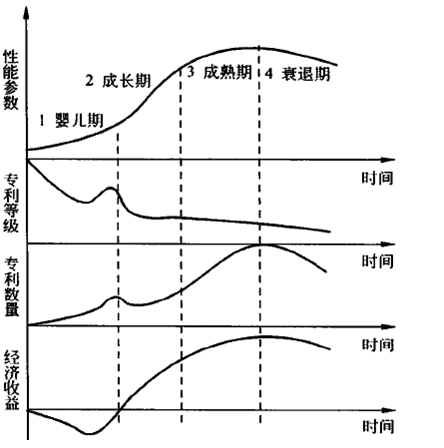 性能参数
1 婴儿期
2 成长期
3 成熟期
4 衰退期
时间
专利等级
时间
专利数量
时间
经济收益
时间